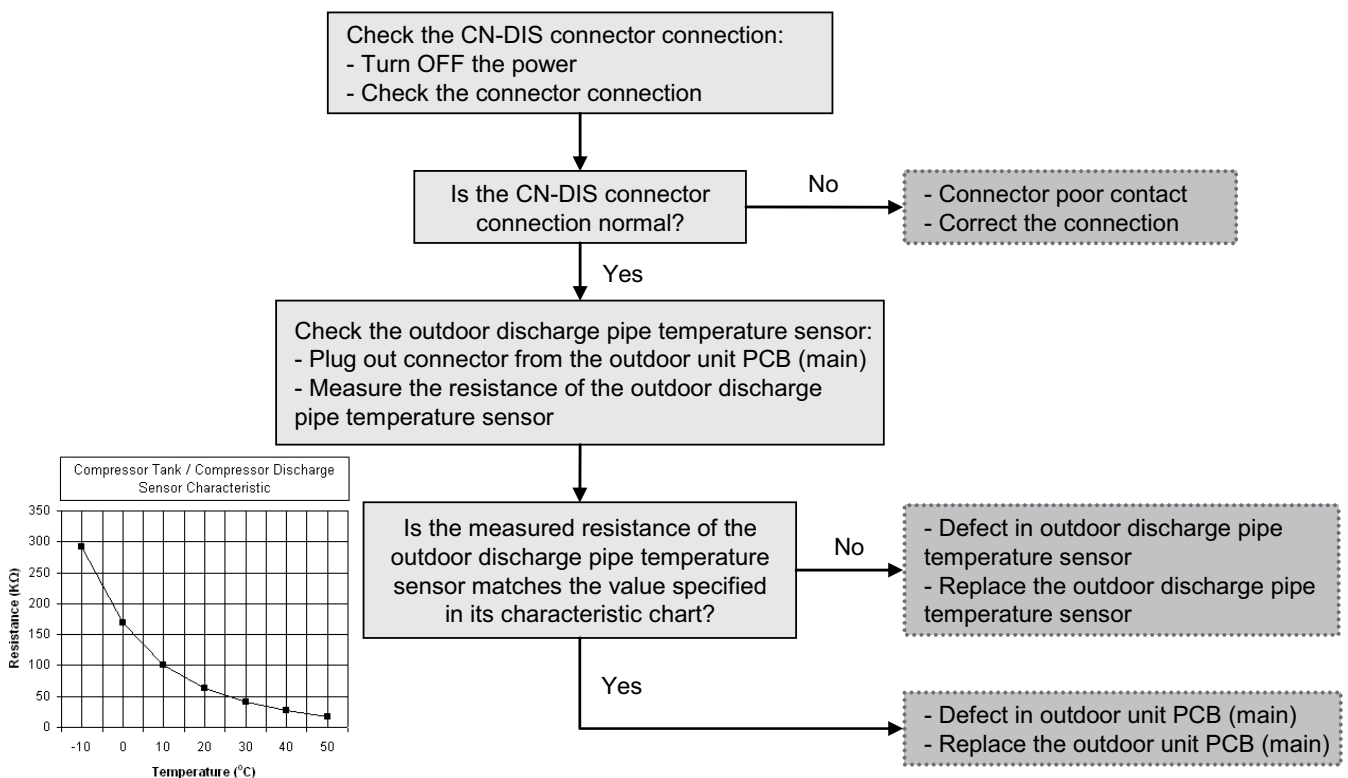 Check the CN-DIS connector connection:
- Turn OFF the power
- Check the connector connection
Is the CN-DIS connector
connection normal?
No
- Connector poor contact
- Correct the connection
Yes
Check the outdoor discharge pipe temperature sensor:
- Plug out connector from the outdoor unit PCB (main)
- Measure the resistance of the outdoor discharge
pipe temperature sensor
Compressor Tank / Compressor Discharge
Sensor Characteristic
Resistance (KΩ)
350
300
250
200
150
100
50
0
-10 0 10 20 30 40 50
Temperature (°C)
Is the measured resistance of the
outdoor discharge pipe temperature
sensor matches the value specified
in its characteristic chart?
No
- Defect in outdoor discharge pipe
temperature sensor
- Replace the outdoor discharge pipe
temperature sensor
Yes
- Defect in outdoor unit PCB (main)
- Replace the outdoor unit PCB (main)